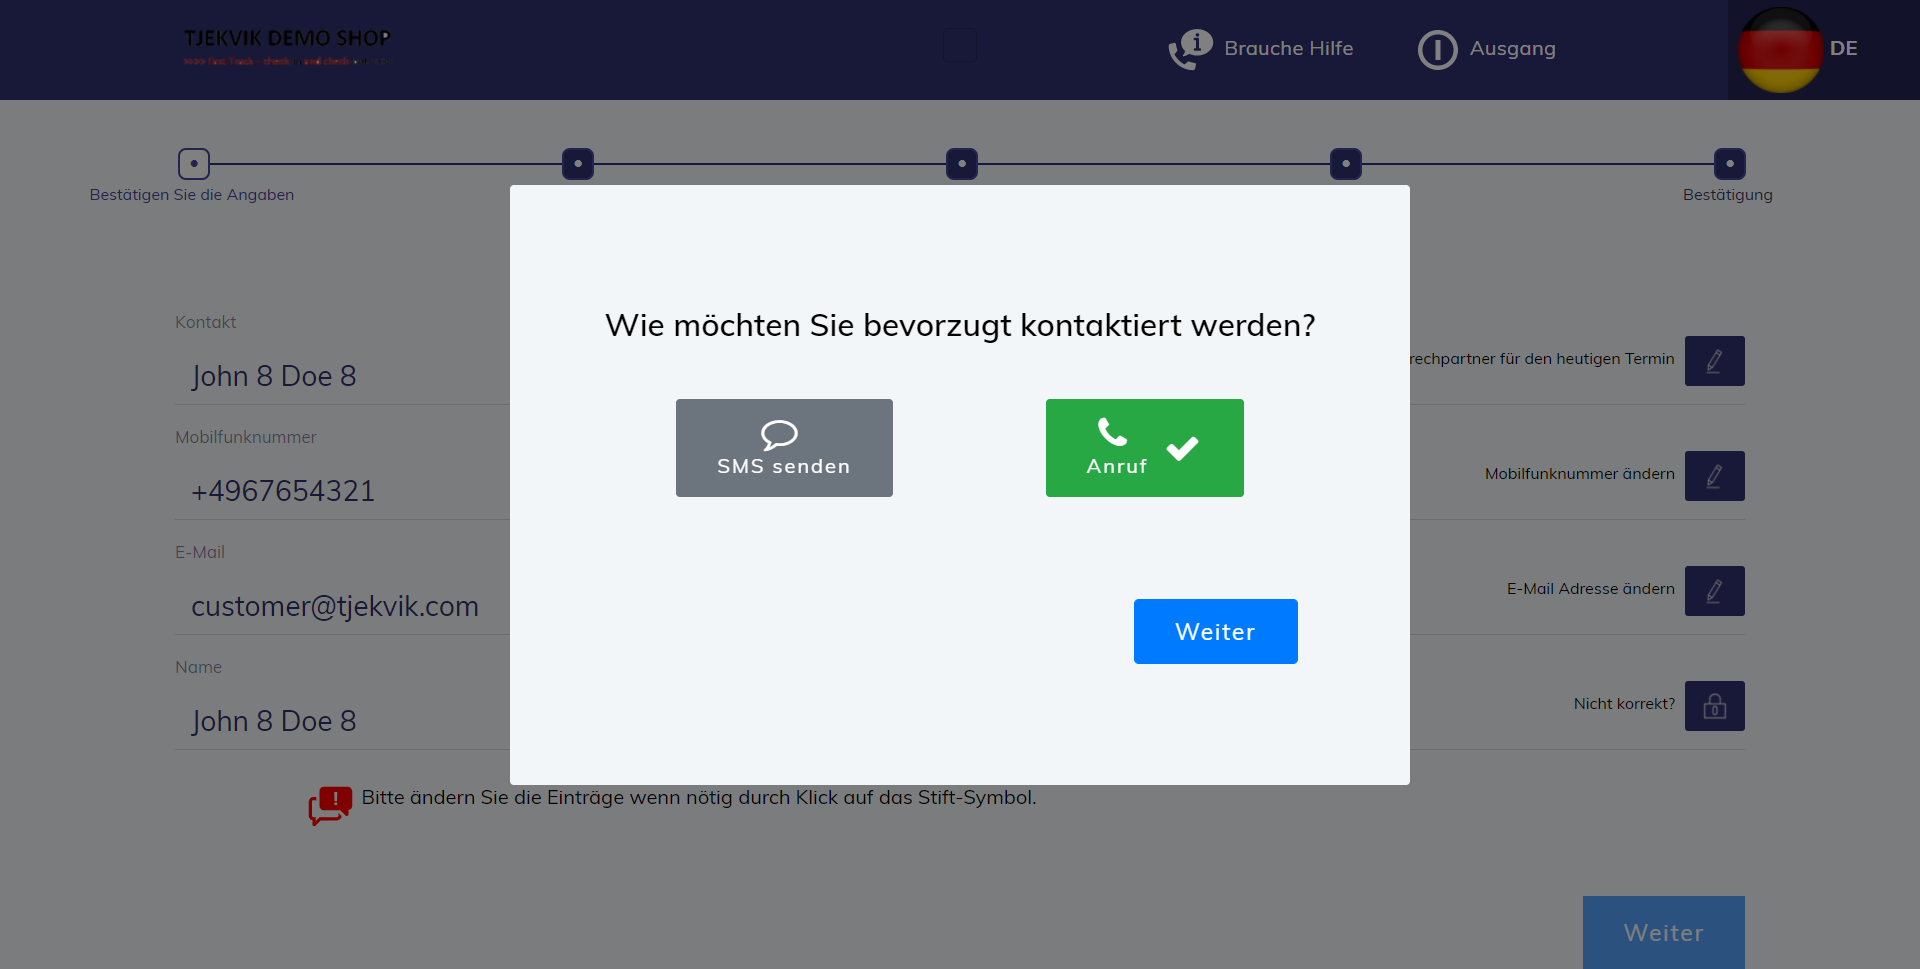 TJEKVIK DEMO SHOP
Brauche Hilfe
Ausgang
DE
Bestätigen Sie die Angaben
Bestätigung
Wie möchten Sie bevorzugt kontaktiert werden?
SMS senden
Anruf
Weiter
Kontakt
John 8 Doe 8
rechpartner für den heutigen Termin
Mobilfunknummer
+4967654321
Mobilfunknummer ändern
E-Mail
customer@tjekvik.com
E-Mail Adresse ändern
Name
John 8 Doe 8
Nicht korrekt?
Bitte ändern Sie die Einträge wenn nötig durch Klick auf das Stift-Symbol.
Weiter